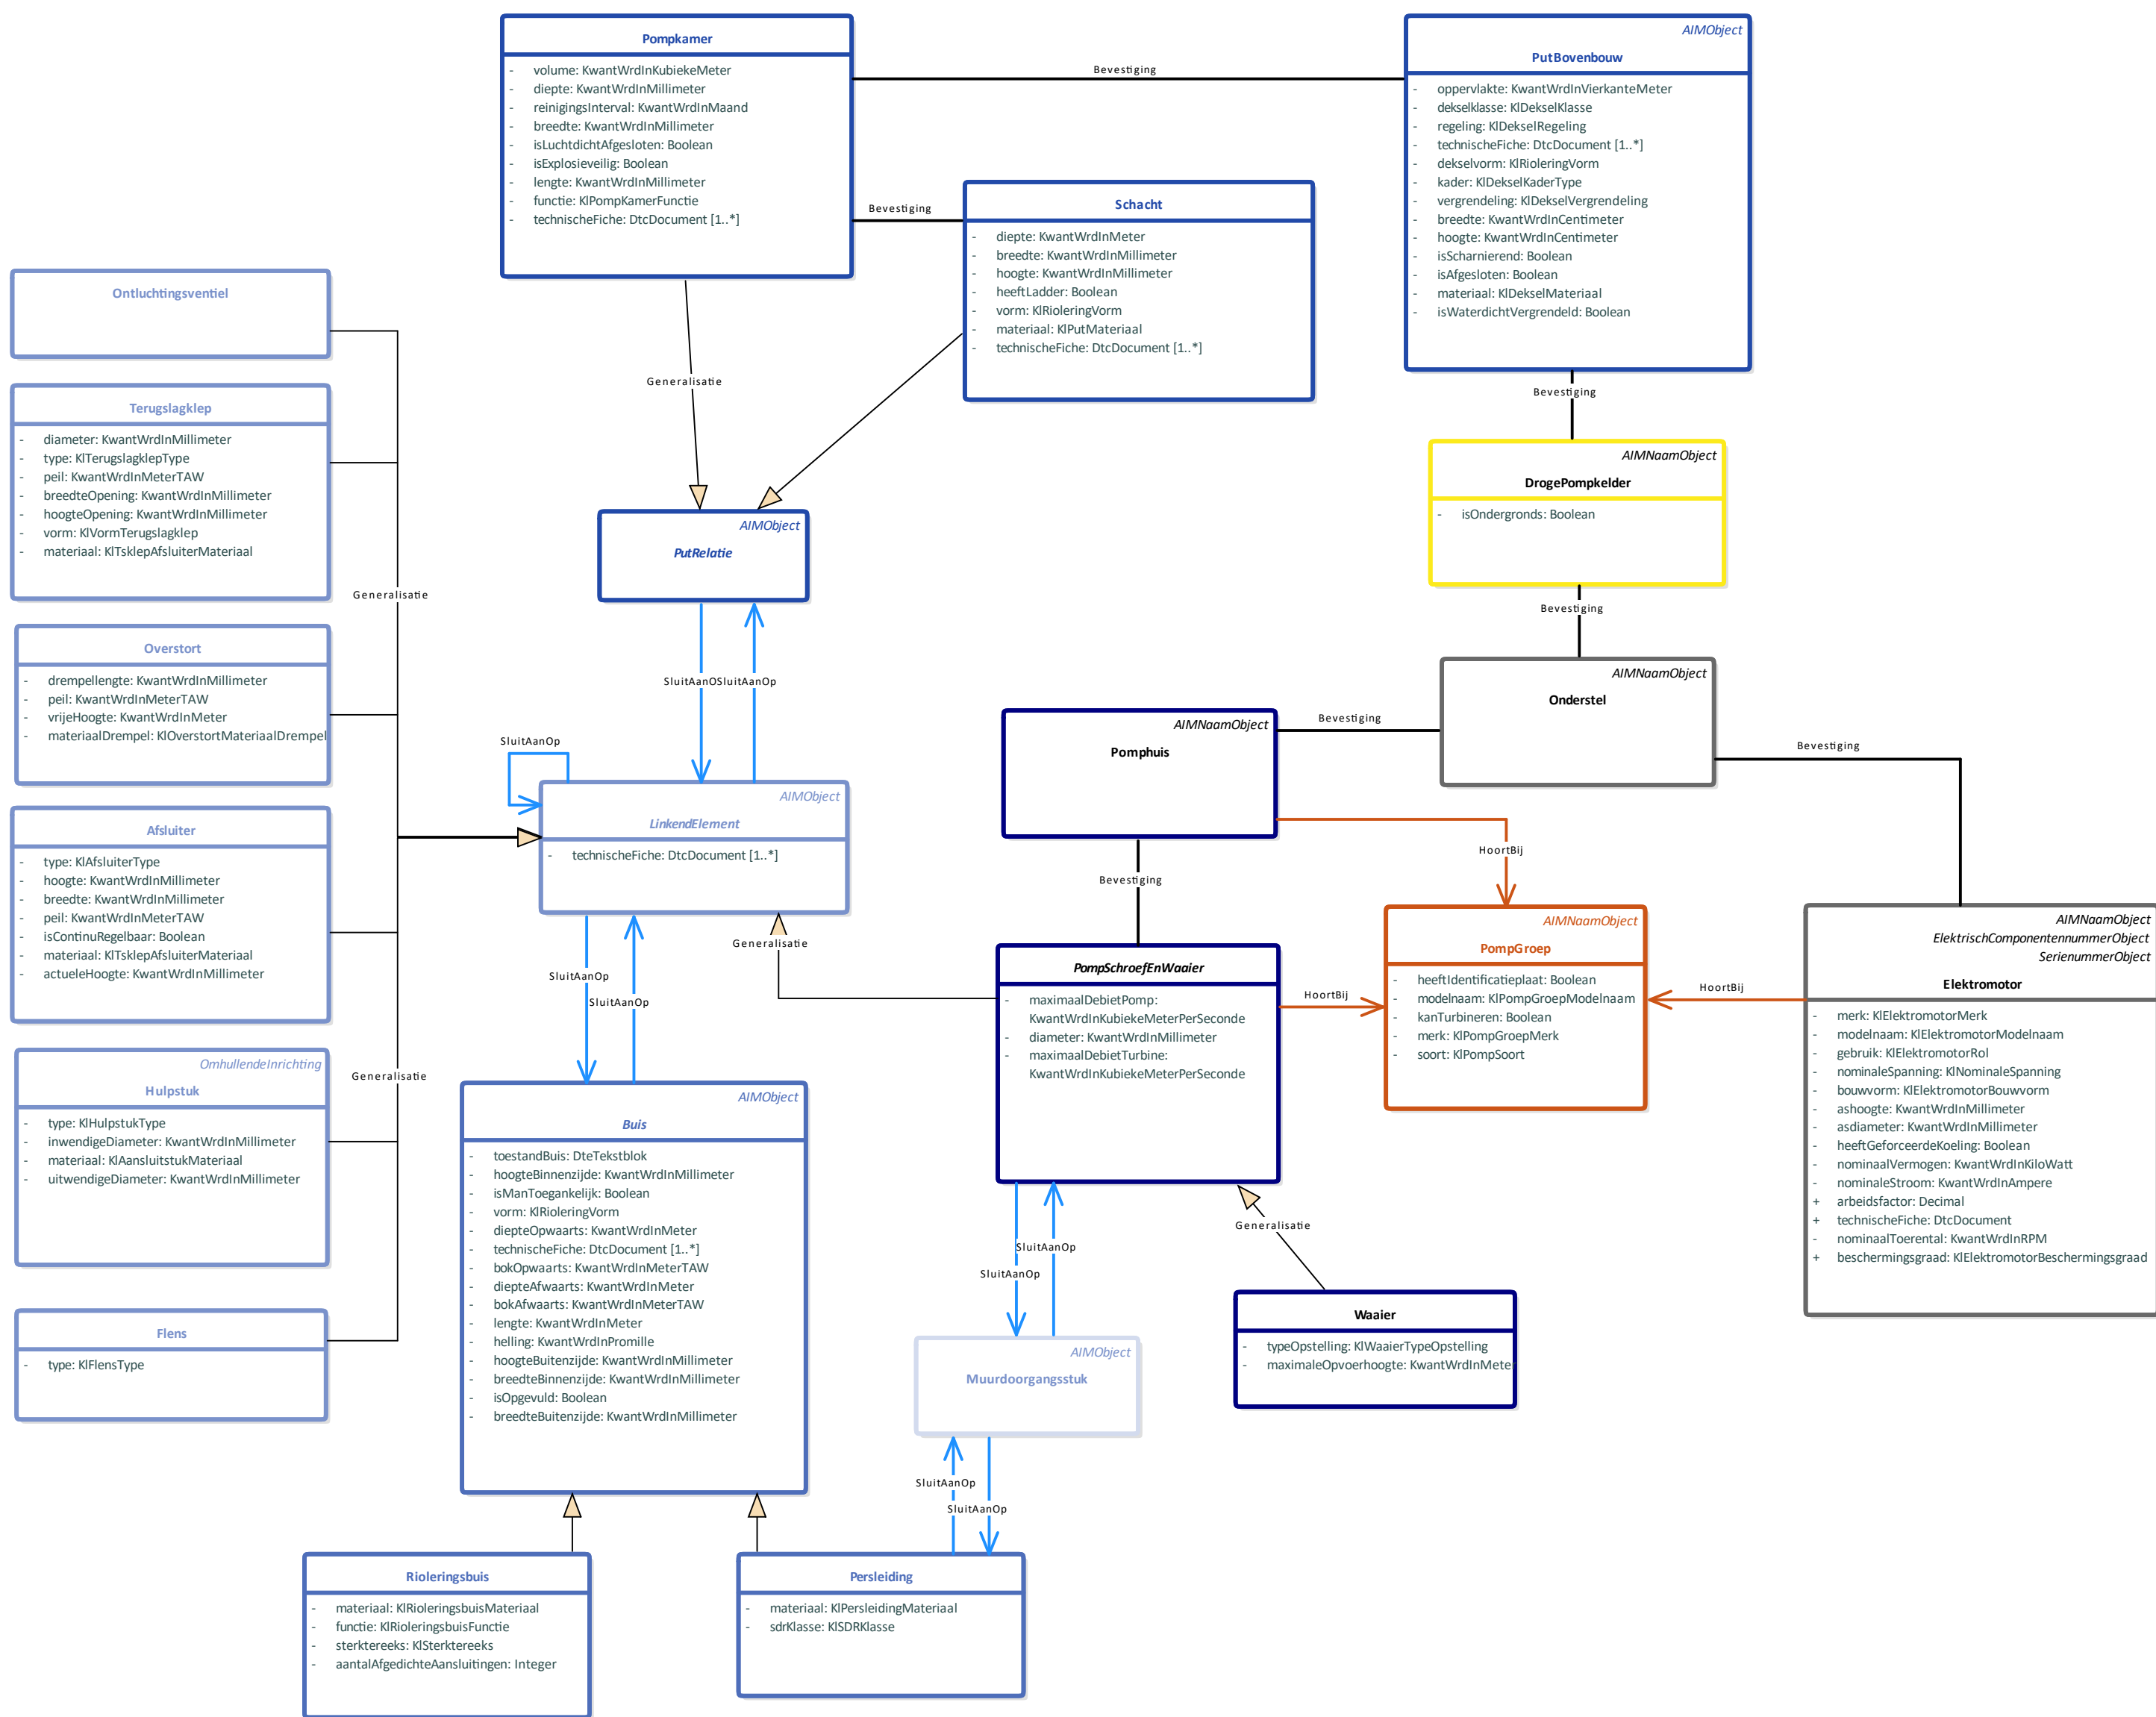 Pompkamer
- volume: KwantWrdInKubiekeMeter
- diepte: KwantWrdInMillimeter
- reinigingsInterval: KwantWrdInMaand
- breedte: KwantWrdInMillimeter
- isLuchtdichtAfgesloten: Boolean
- isExplosieveilig: Boolean
- lengte: KwantWrdInMillimeter
- functie: KlPompKamerFunctie
- technischeFiche: DtcDocument [1..*]
Bevestiging
AIMObject
PutBovenbouw
- oppervlakte: KwantWrdInVierkanteMeter
- dekselklasse: KlDekselKlasse
- regeling: KlDekselRegeling
- technischeFiche: DtcDocument [1..*]
- dekselvorm: KlRioleringVorm
- kader: KlDekselKaderType
- vergrendeling: KlDekselVergrendeling
- breedte: KwantWrdInCentimeter
- hoogte: KwantWrdInCentimeter
- isScharnierend: Boolean
- isAfgesloten: Boolean
- materiaal: KlDekselMateriaal
- isWaterdichtVergrendeld: Boolean
Bevestiging
Schacht
- diepte: KwantWrdInMeter
- breedte: KwantWrdInMillimeter
- hoogte: KwantWrdInMillimeter
- heeftLadder: Boolean
- vorm: KlRioleringVorm
- materiaal: KlPutMateriaal
- technischeFiche: DtcDocument [1..*]
Ontluchtingsventiel
Terugslagklep
- diameter: KwantWrdInMillimeter
- type: KlTerugslagklepType
- peil: KwantWrdInMeterTAW
- breedteOpening: KwantWrdInMillimeter
- hoogteOpening: KwantWrdInMillimeter
- vorm: KlVormTerugslagklep
- materiaal: KlTsklepAfsluiterMateriaal
Generalisatie
Generalisatie
Bevestiging
AIMNaamObject
DrogePompkelder
- isOndergronds: Boolean
AIMObject
PutRelatie
Bevestiging
Overstort
- drempellengte: KwantWrdInMillimeter
- peil: KwantWrdInMeterTAW
- vrijeHoogte: KwantWrdInMeter
- materiaalDrempel: KlOverstortMateriaalDrempel
SluitAanOSluitAanOp
AIMNaamObject
Onderstel
AIMNaamObject
Pomphuis
Bevestiging
Bevestiging
SluitAanOp
AIMObject
LinkendElement
- technischeFiche: DtcDocument [1..*]
Afsluiter
- type: KlAfsluiterType
- hoogte: KwantWrdInMillimeter
- breedte: KwantWrdInMillimeter
- peil: KwantWrdInMeterTAW
- isContinuRegelbaar: Boolean
- materiaal: KlTsklepAfsluiterMateriaal
- actueleHoogte: KwantWrdInMillimeter
HoortBij
Bevestiging
Generalisatie
SluitAanOp
SluitAanOp
PompSchroefEnWaaier
- maximaalDebietPomp:
KwantWrdInKubiekeMeterPerSeconde
- diameter: KwantWrdInMillimeter
- maximaalDebietTurbine:
KwantWrdInKubiekeMeterPerSeconde
HoortBij
AIMNaamObject
PompGroep
- heeftIdentificatieplaat: Boolean
- modelnaam: KlPompGroepModelnaam
- kanTurbineren: Boolean
- merk: KlPompGroepMerk
- soort: KlPompSoort
HoortBij
AIMNaamObject
ElektrischComponentennummerObject
SerienummerObject
Elektromotor
- merk: KlElektromotorMerk
- modelnaam: KlElektromotorModelnaam
- gebruik: KlElektromotorRol
- nominaleSpanning: KlNominaleSpanning
- bouwvorm: KlElektromotorBouwvorm
- ashoogte: KwantWrdInMillimeter
- asdiameter: KwantWrdInMillimeter
- heeftGeforceerdeKoeling: Boolean
- nominaalVermogen: KwantWrdInKiloWatt
- nominaleStroom: KwantWrdInAmpere
+ arbeidsfactor: Decimal
+ technischeFiche: DtcDocument
- nominaalToerental: KwantWrdInRPM
+ beschermingsgraad: KlElektromotorBeschermingsgraad
Generalisatie
OmhullendeInrichting
Hulpstuk
- type: KlHulpstukType
- inwendigeDiameter: KwantWrdInMillimeter
- materiaal: KlAansluitstukMateriaal
- uitwendigeDiameter: KwantWrdInMillimeter
AIMObject
Buis
- toestandBuis: DteTekstblok
- hoogteBinnenzijde: KwantWrdInMillimeter
- isManToegankelijk: Boolean
- vorm: KlRioleringVorm
- diepteOpwaarts: KwantWrdInMeter
- technischeFiche: DtcDocument [1..*]
- bokOpwaarts: KwantWrdInMeterTAW
- diepteAfwaarts: KwantWrdInMeter
- bokAfwaarts: KwantWrdInMeterTAW
- lengte: KwantWrdInMeter
- helling: KwantWrdInPromille
- hoogteBuitenzijde: KwantWrdInMillimeter
- breedteBinnenzijde: KwantWrdInMillimeter
- isOpgevuld: Boolean
- breedteBuitenzijde: KwantWrdInMillimeter
SluitAanOp
SluitAanOp
Generalisatie
Flens
- type: KlFlensType
AIMObject
Muurdoorgangsstuk
Waaier
- typeOpstelling: KlWaaierTypeOpstelling
- maximaleOpvoerhoogte: KwantWrdInMete
SluitAanOp
SluitAanOp
Rioleringsbuis
- materiaal: KlRioleringsbuisMateriaal
- functie: KlRioleringsbuisFunctie
- sterktereeks: KlSterktereeks
- aantalAfgedichteAansluitingen: Integer
Persleiding
- materiaal: KlPersleidingMateriaal
- sdrKlasse: KlSDRKlasse